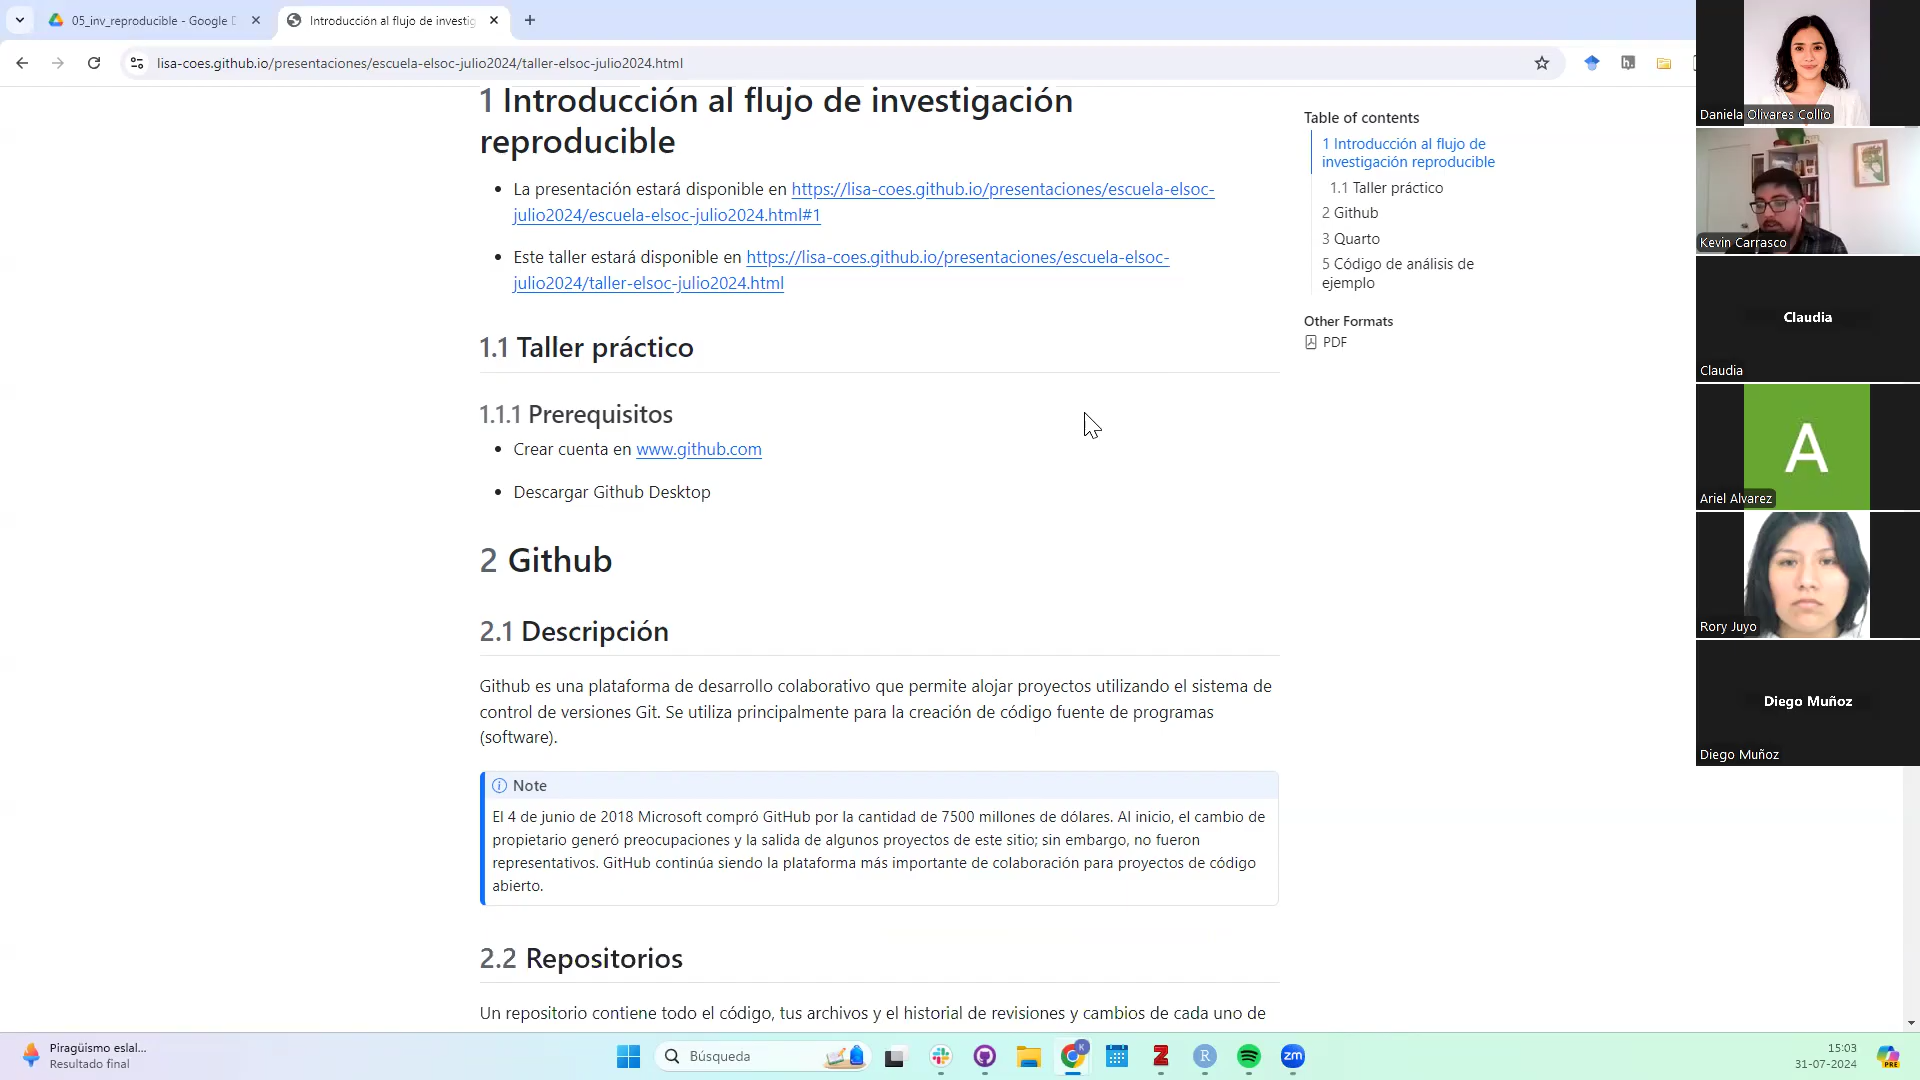 05_inv_reproducible - Google D
Introducción al flujo de investig
lisa-coes.github.io/presentaciones/escuela-elsoc-julio2024/taller-elsoc-julio2024.html
1 Introducción al flujo de investigación
reproducible
La presentación estará disponible en https://lisa-coes.github.io/presentaciones/escuela-elsoc-
julio2024/escuela-elsoc-julio2024.html#1
Este taller estará disponible en https://lisa-coes.github.io/presentaciones/escuela-elsoc-
julio2024/taller-elsoc-julio2024.html
1.1 Taller práctico
1.1.1 Prerequisitos
Crear cuenta en www.github.com
Descargar Github Desktop
2 Github
2.1 Descripción
Github es una plataforma de desarrollo colaborativo que permite alojar proyectos utilizando el sistema de
control de versiones Git. Se utiliza principalmente para la creación de código fuente de programas
(software).
Note
El 4 de junio de 2018 Microsoft compró GitHub por la cantidad de 7500 millones de dólares. Al inicio, el cambio de
propietario generó preocupaciones y la salida de algunos proyectos de este sitio; sin embargo, no fueron
representativos. GitHub continúa siendo la plataforma más importante de colaboración para proyectos de código
abierto.
2.2 Repositorios
Un repositorio contiene todo el código, tus archivos y el historial de revisiones y cambios de cada uno de
Table of contents
1 Introducción al flujo de
investigación reproducible
1.1 Taller práctico
2 Github
3 Quarto
5 Código de análisis de
ejemplo
Other Formats
PDF
Daniela Olivares Collío
Kevin Carrasco
Claudia
Claudia
A
Ariel Alvarez
Rory Juyo
Diego Muñoz
Diego Muñoz
Piragüismo eslal...
Resultado final
Búsqueda
K
Z
R
zm
15:03
31-07-2024
PRE